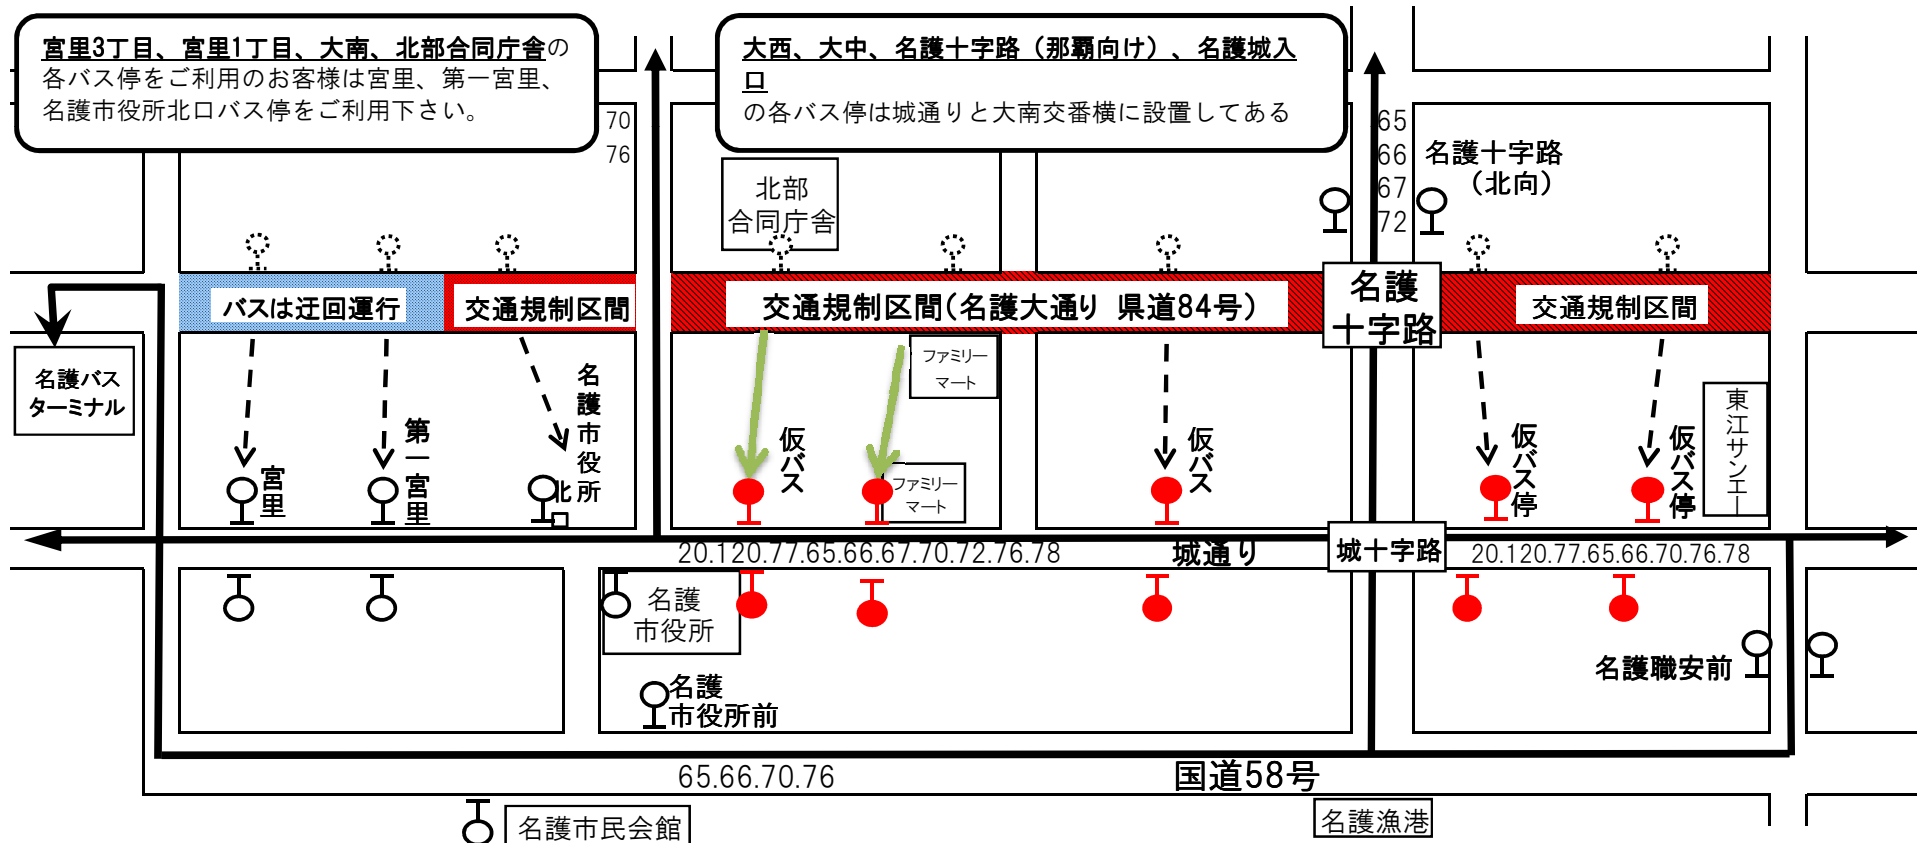 宮里3丁目、宮里1丁目、大南、北部合同庁舎の
各バス停をご利用のお客様は宮里、第一宮里、
名護市役所北口バス停をご利用下さい。
大西、大中、名護十字路（那覇向け）、名護城入
口
の各バス停は城通りと大南交番横に設置してある
70
76
65
66
67
72
名護十字路
（北向）
北部
合同庁舎
バスは迂回運行
交通規制区間
交通規制区間(名護大通り 県道84号)
名護
十字路
交通規制区間
名護バス
ターミナル
宮里
第一宮里
名護市役所
北口
仮バス
ファミリー
マート
ファミリー
マート
仮バス
仮バス停
仮バス停
東江サンエー
20.120.77.65.66.67.70.72.76.78
城通り
城十字路
20.120.77.65.66.70.76.78
名護
市役所
名護
市役所前
名護職安前
65.66.70.76
国道58号
名護市民会館
名護漁港